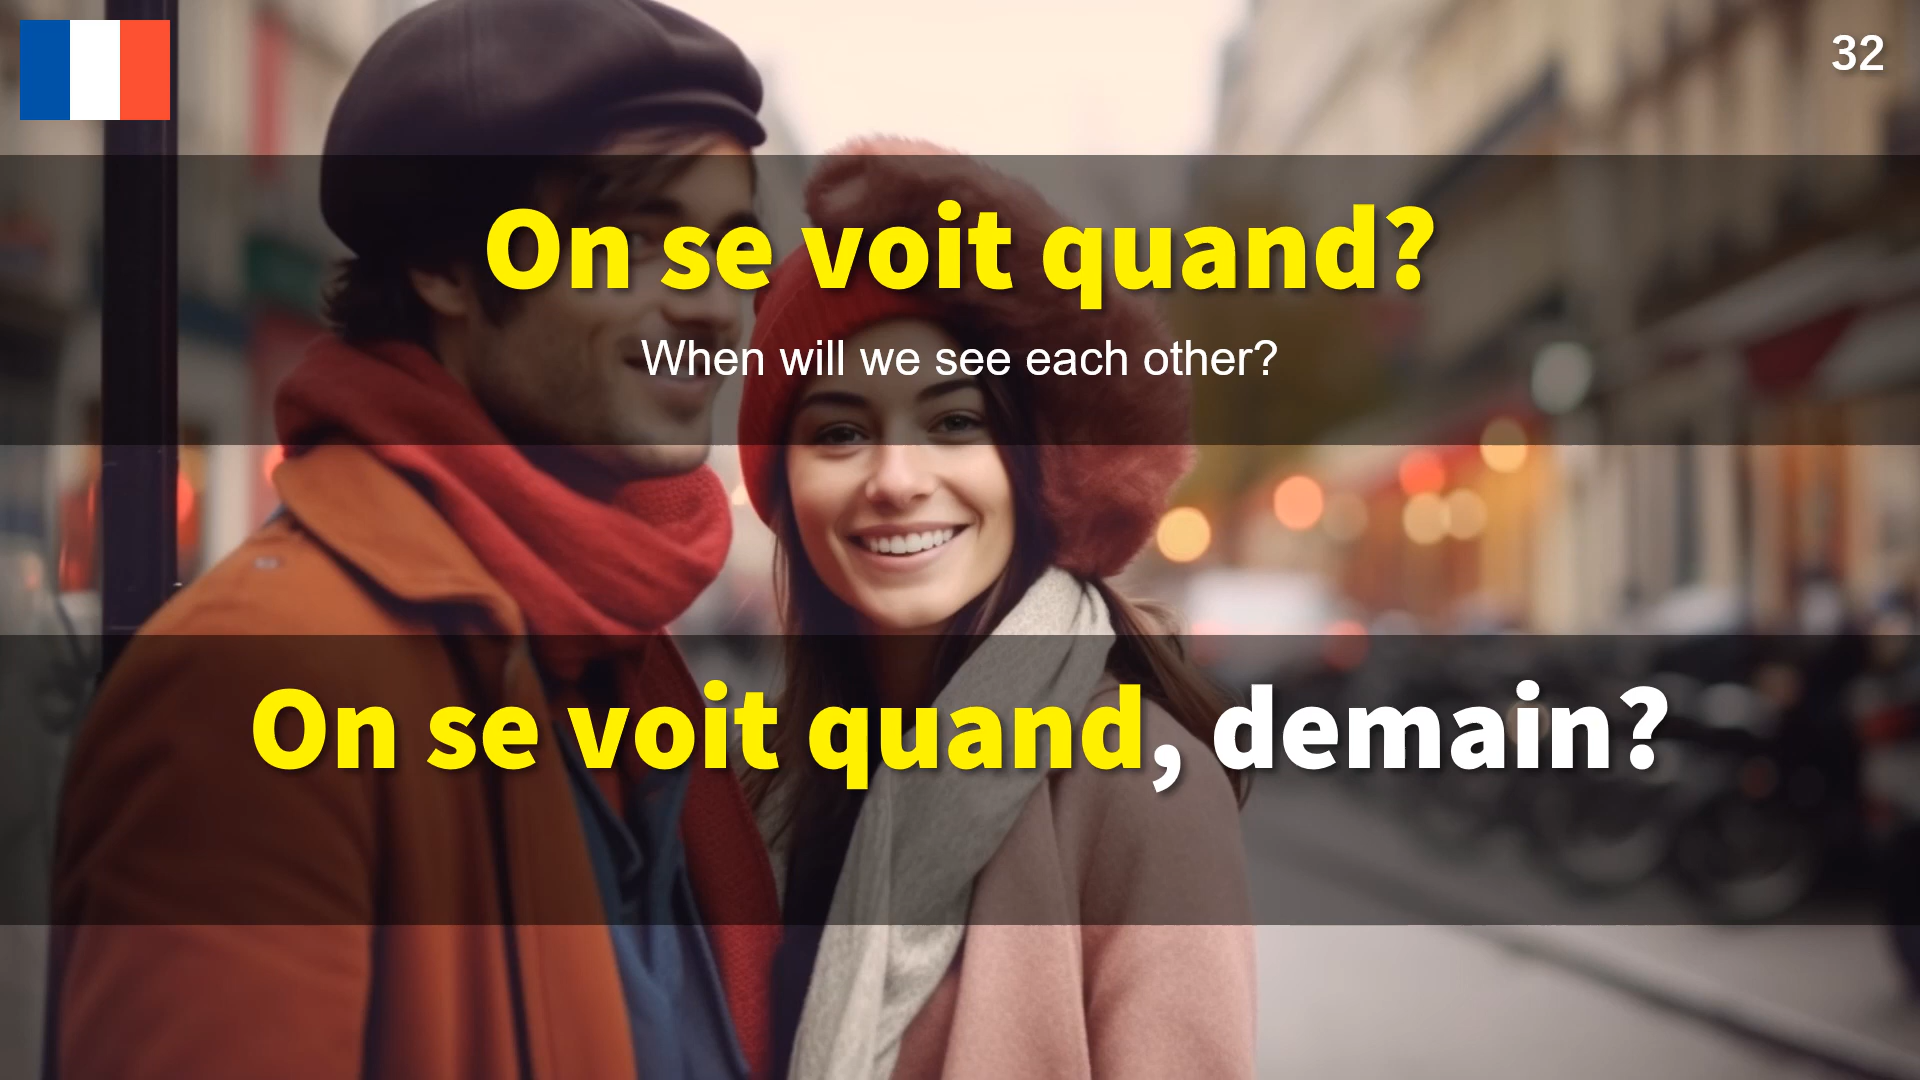 32
On se voit quand?
When will we see each other?
On se voit quand, demain?